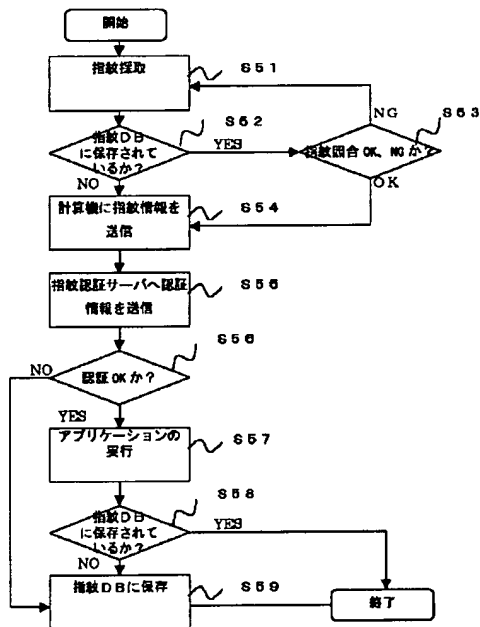 開始
指紋採取
S51
指紋DB
に保存されて
いるか?
S52
YES
NO
指紋照合OK、NGか?
S53
NG
OK
計算機に指紋情報を
送信
S54
指紋認証サーバへ認証
情報を送信
S55
認証OKか?
S56
NO
YES
アプリケーションの
実行
S57
指紋DB
に保存されて
いるか?
S58
YES
NO
指紋DBに保存
S59
終了